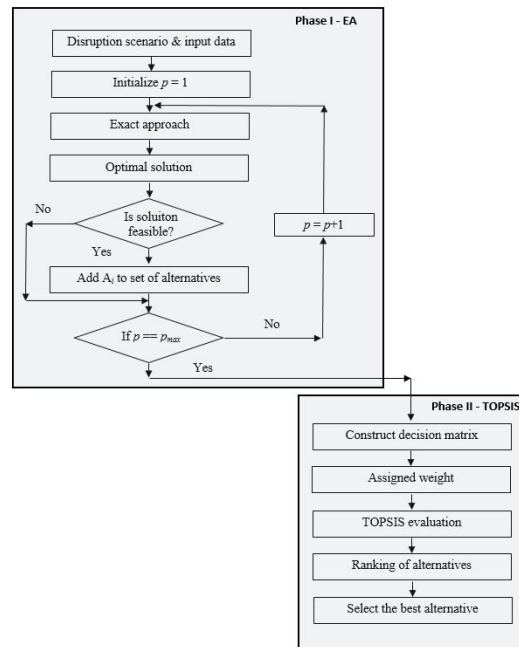 Phase I - EA
Disruption scenario & input data
Initialize p = 1
Exact approach
Optimal solution
No
Is soluiton
feasible?
p = p+1
Yes
Add Ai to set of alternatives
If p == pmax
No
Yes
Phase II - TOPSIS
Construct decision matrix
Assigned weight
TOPSIS evaluation
Ranking of alternatives
Select the best alternative